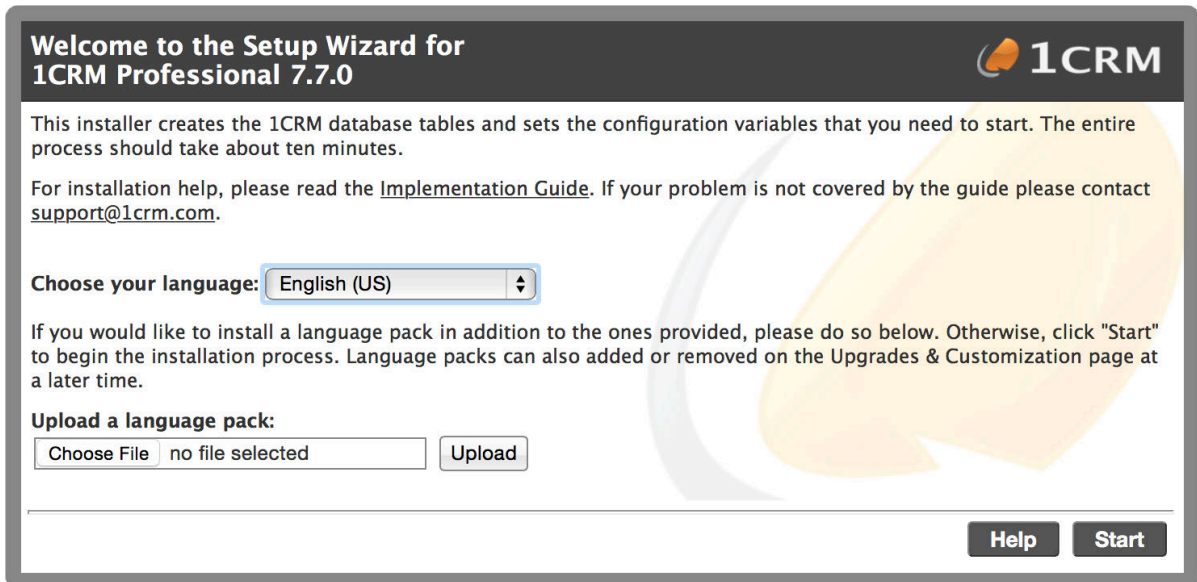 Welcome to the Setup Wizard for
1CRM Professional 7.7.0
1CRM
This installer creates the 1CRM database tables and sets the configuration variables that you need to start. The entire
process should take about ten minutes.
For installation help, please read the Implementation Guide. If your problem is not covered by the guide please contact
support@1crm.com.
Choose your language: English (US)
If you would like to install a language pack in addition to the ones provided, please do so below. Otherwise, click "Start"
to begin the installation process. Language packs can also added or removed on the Upgrades & Customization page at
a later time.
Upload a language pack:
Choose File no file selected Upload
Help Start